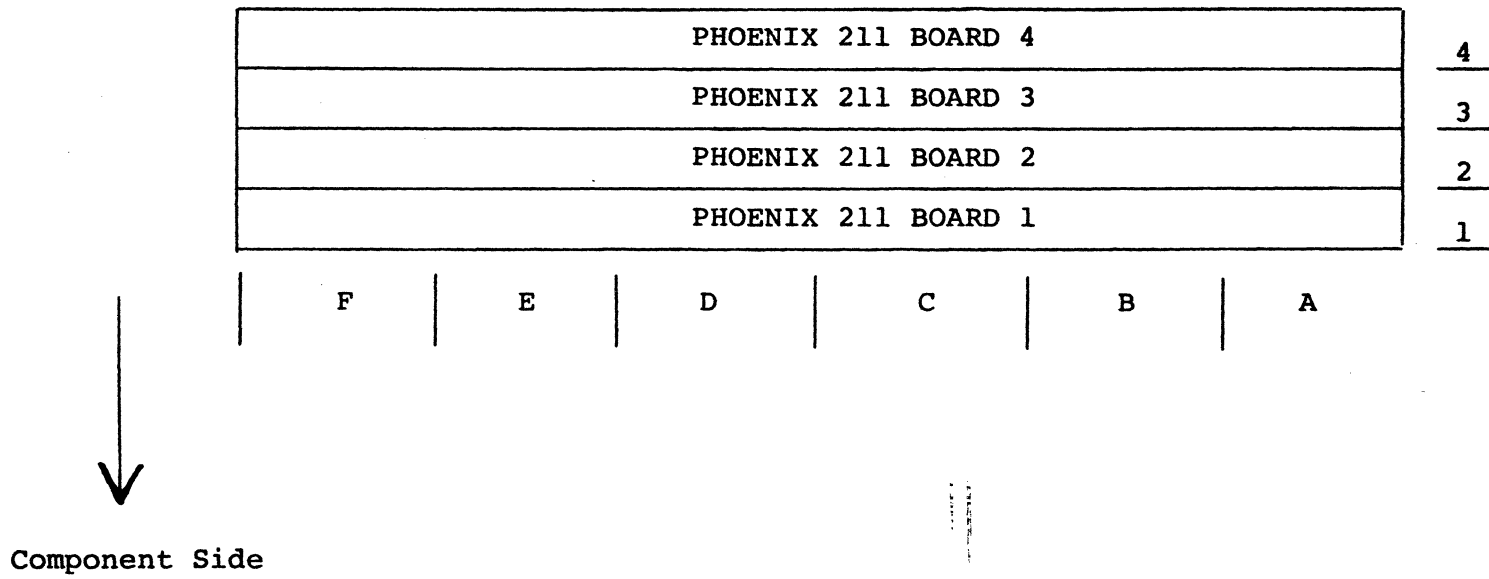 PHOENIX 211 BOARD 4 4
PHOENIX 211 BOARD 3 3
PHOENIX 211 BOARD 2 2
PHOENIX 211 BOARD 1 1
F E D C B A
Component Side